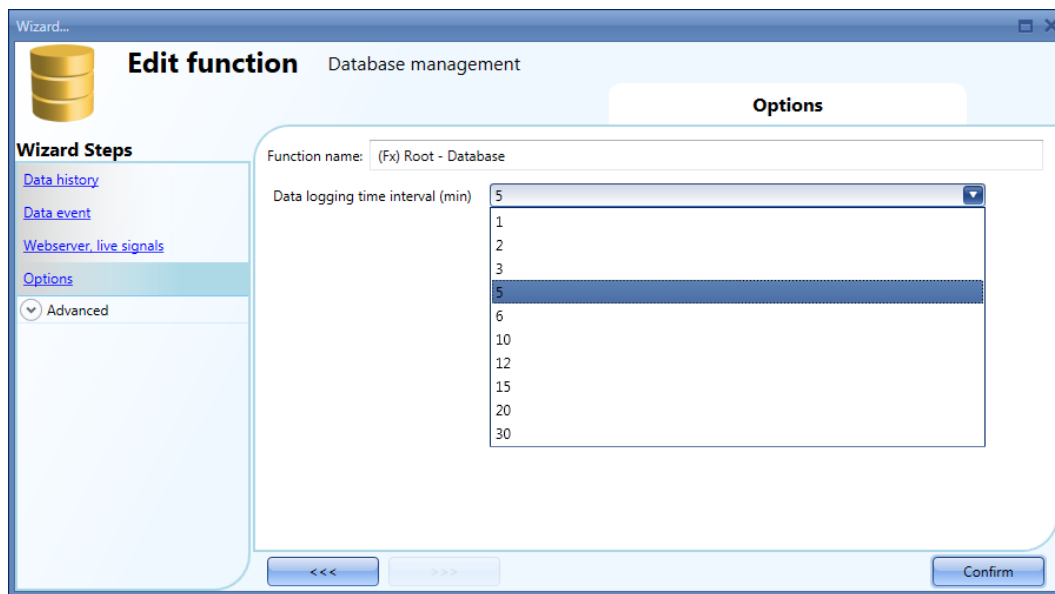 Wizard...
Edit function Database management
Options
Wizard Steps
Data history
Data event
Webserver, live signals
Options
Advanced
Function name: (Fx) Root - Database
Data logging time interval (min) 5
1
2
3
5
6
10
12
15
20
30
<<< >>> Confirm